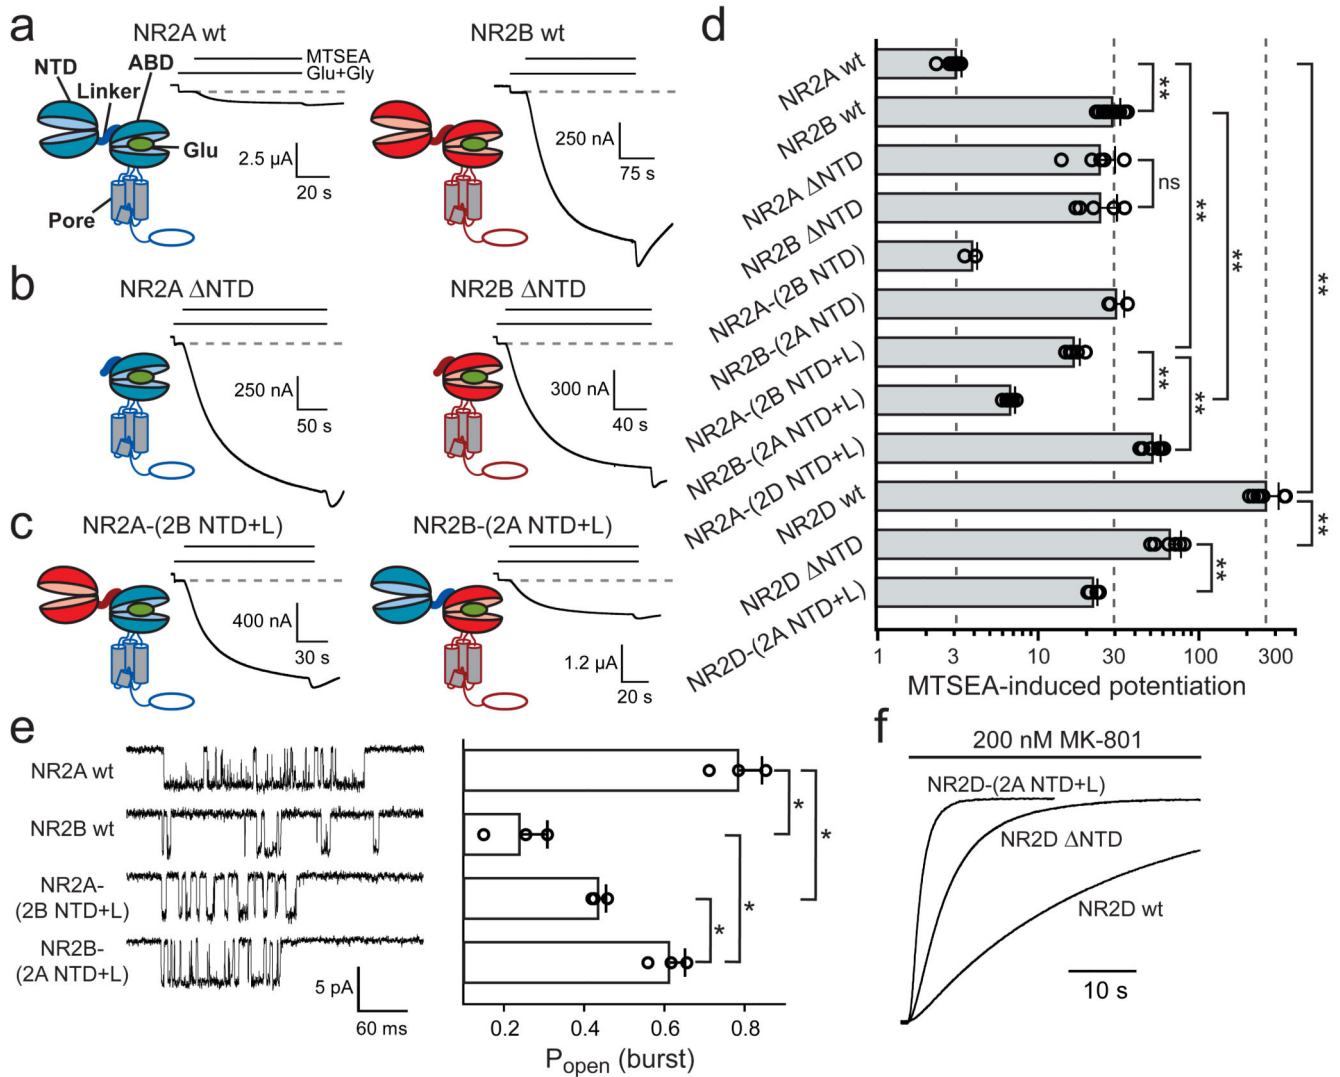 a
NR2A wt
NTD
ABD
Linker
Glu
Pore
MTSEA
Glu+Gly
2.5 µA
20 s
NR2B wt
250 nA
75 s
b
NR2A ΔNTD
250 nA
50 s
NR2B ΔNTD
300 nA
40 s
c
NR2A-(2B NTD+L)
400 nA
30 s
NR2B-(2A NTD+L)
1.2 µA
20 s
d
NR2A wt
NR2B wt
NR2A ΔNTD
NR2B ΔNTD
NR2A-(2B NTD)
NR2B-(2A NTD)
NR2A-(2B NTD+L)
NR2B-(2A NTD+L)
NR2A-(2D NTD+L)
NR2D wt
NR2D ΔNTD
NR2D-(2A NTD+L)
**
ns
**
**
**
**
**
**
**
1 3 10 30 100 300
MTSEA-induced potentiation
e
NR2A wt
NR2B wt
NR2A-
(2B NTD+L)
NR2B-
(2A NTD+L)
5 pA
60 ms
*
*
*
*
0.2 0.4 0.6 0.8
Popen (burst)
f
200 nM MK-801
NR2D-(2A NTD+L)
NR2D ΔNTD
NR2D wt
10 s